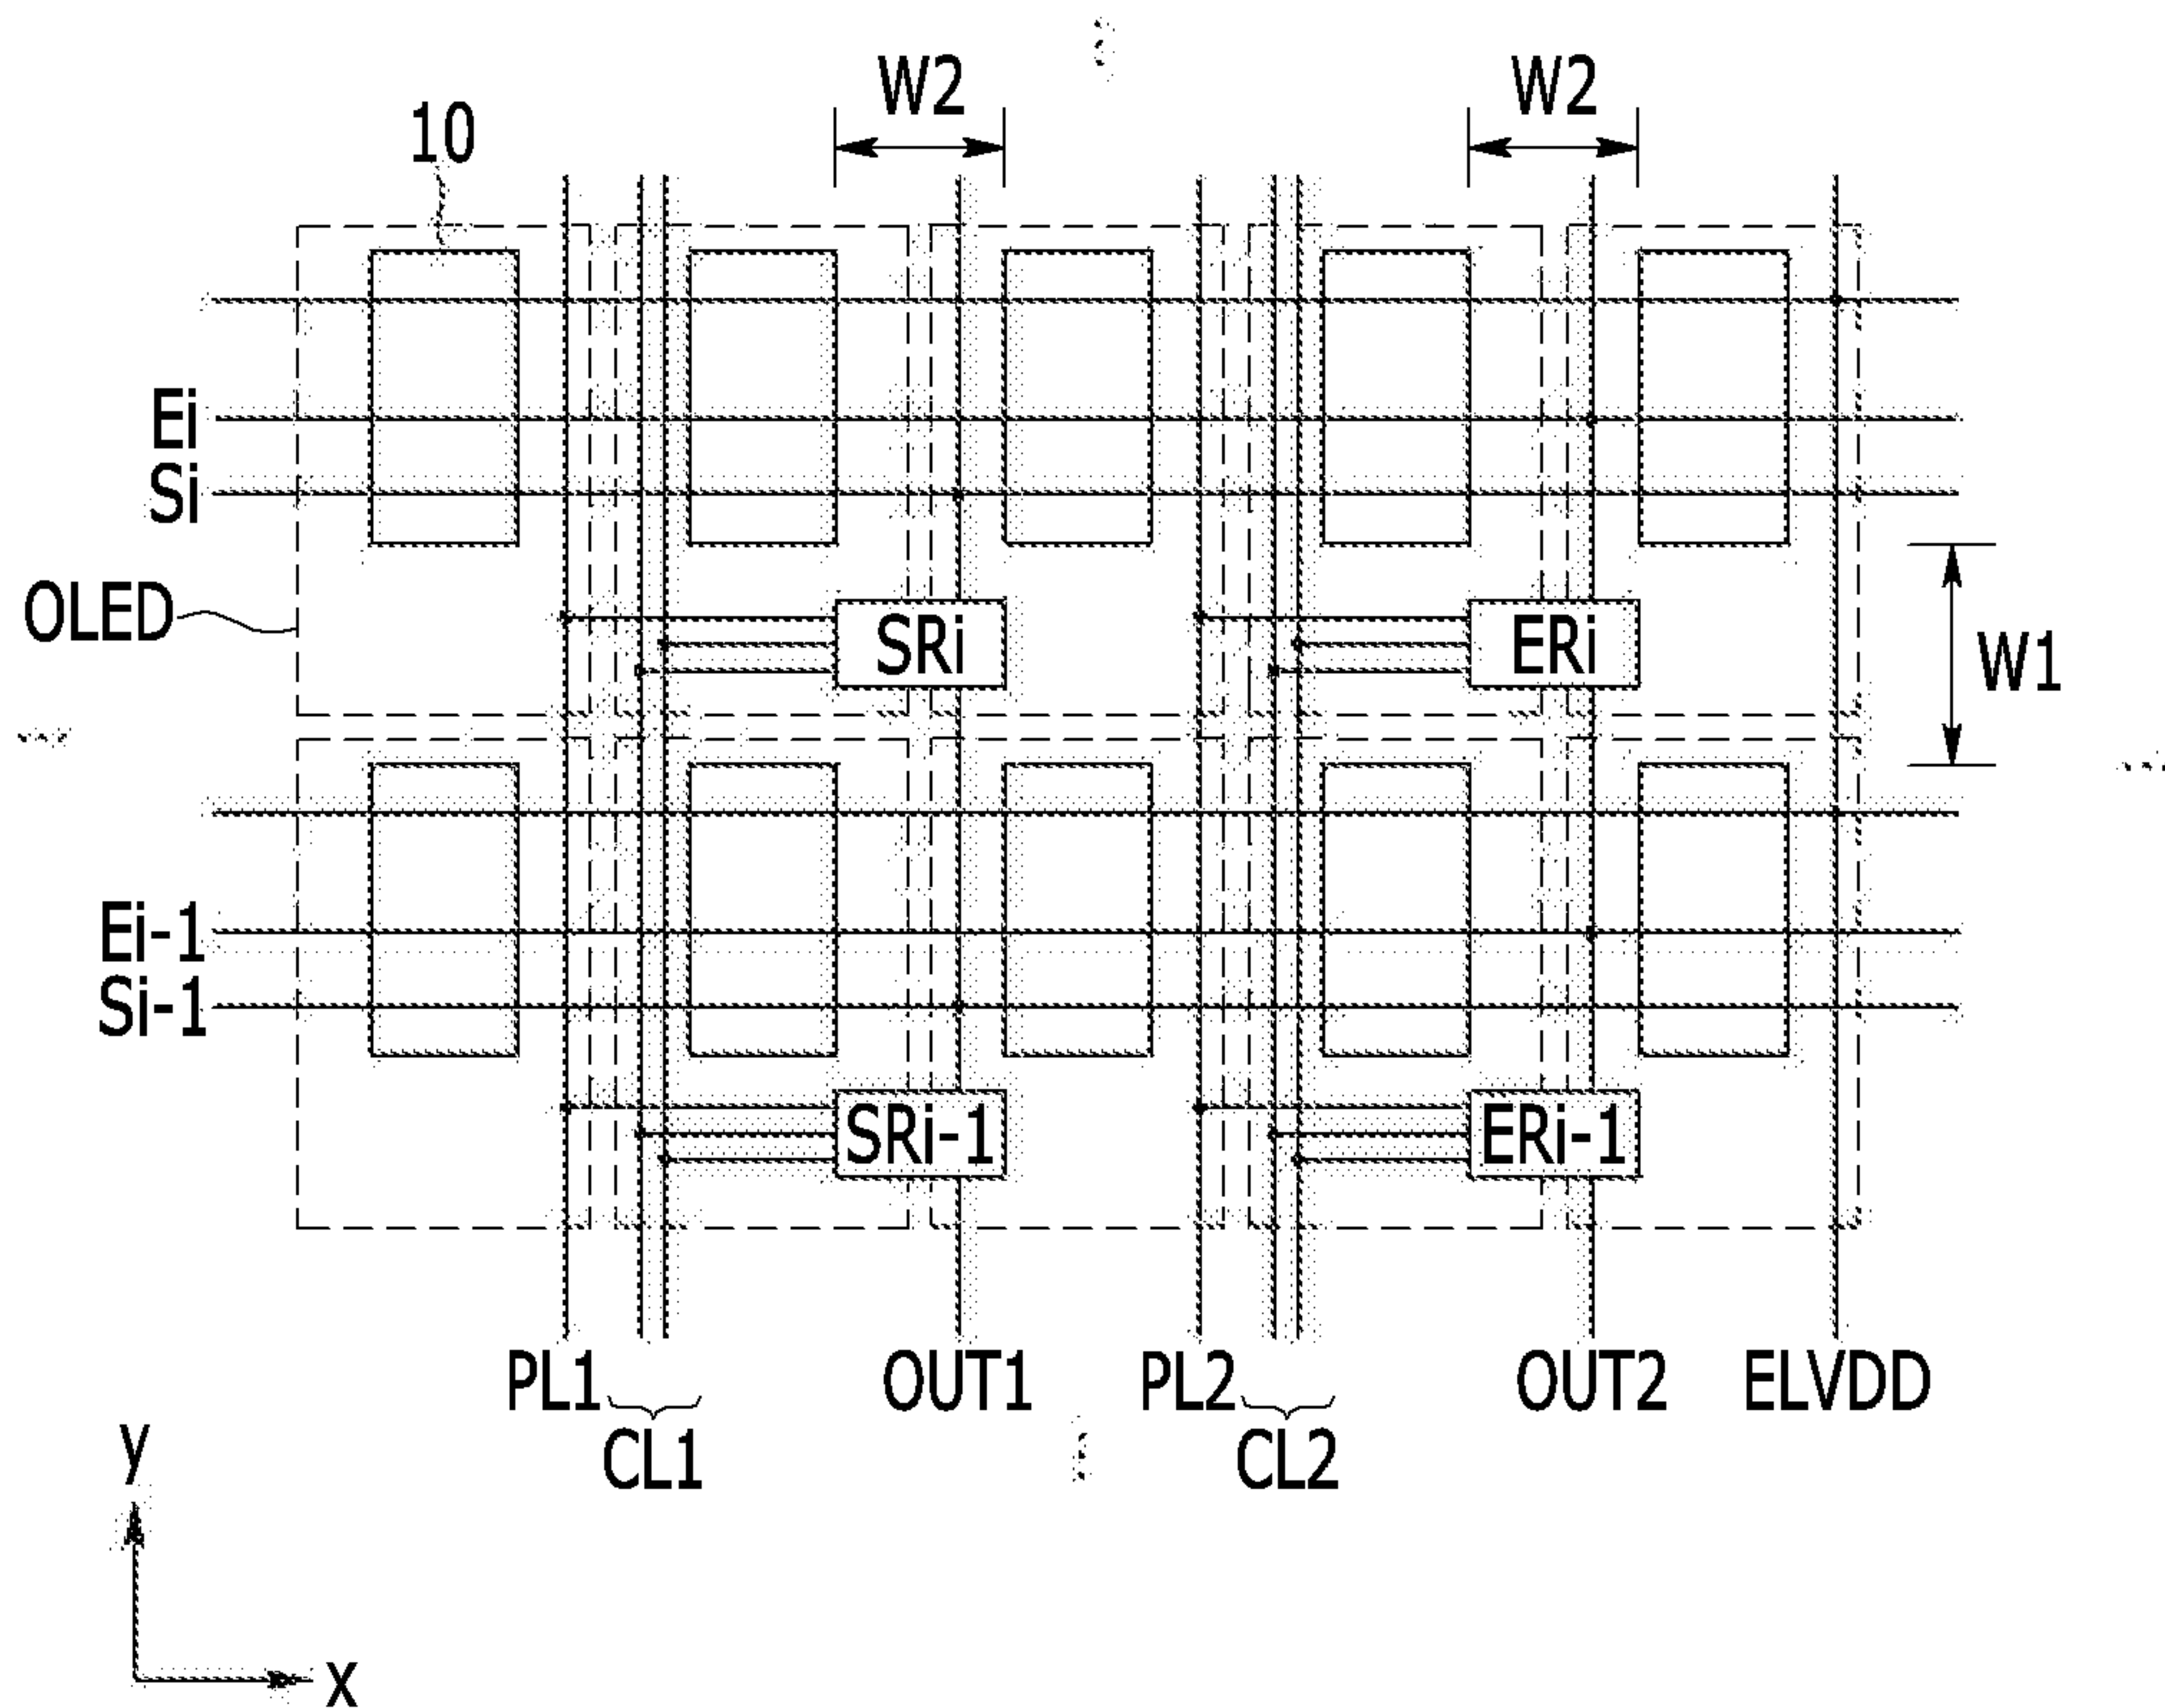 W2
W2
10
Ei
Si
OLED
SRi
ERi
W1
Ei-1
Si-1
SRi-1
ERi-1
PL1
OUT1
PL2
OUT2
ELVDD
CL1
CL2
y
x